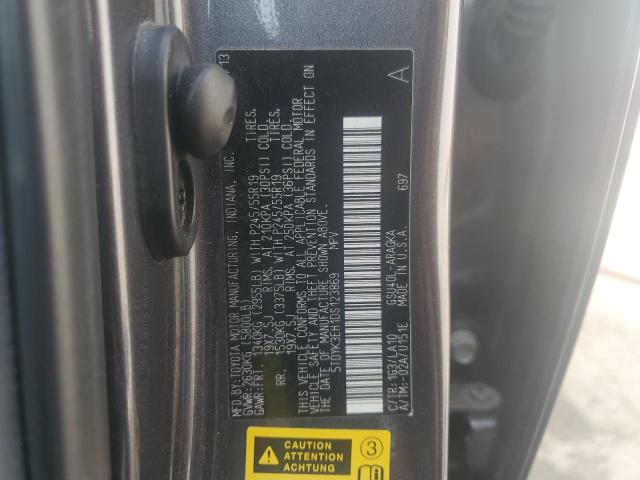 MFD.BY:TOYOTA MOTOR MANUFACTURING, INDIANA, INC. 13
GVWR:2630KG (5800LB)
GAWR:FRT. 1340KG (2955LB) WITH P245/55R19 TIRES,
19X7.5J RIMS, AT 210KPA (30PSI) COLD.
RR. 1530KG (3375LB) WITH P245/55R19 TIRES,
19X7.5J RIMS, AT 250KPA (36PSI) COLD.
THIS VEHICLE CONFORMS TO ALL APPLICABLE FEDERAL MOTOR
VEHICLE SAFETY AND THEFT PREVENTION STANDARDS IN EFFECT ON
THE DATE OF MANUFACTURE SHOWN ABOVE.
5TDYK3EH1DS123869 MPV
A
C/TR: 1G3/LA10 GSU40L-ARAGKA
A/TM: -02A/U151E MADE IN U.S.A. 697
CAUTION
ATTENTION
ACHTUNG
3